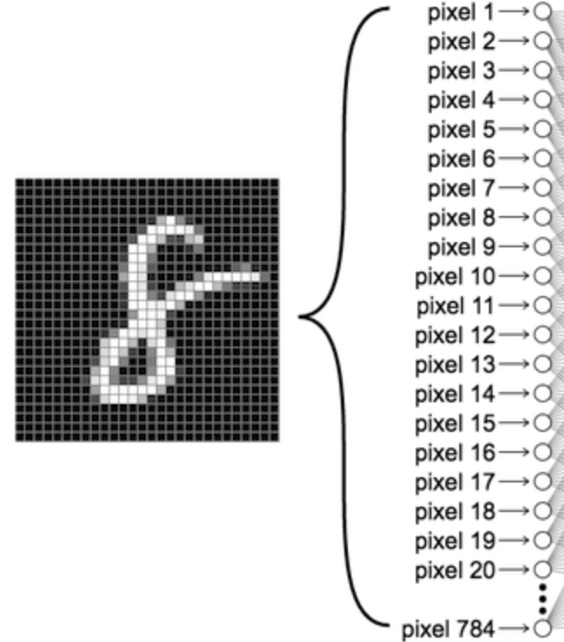 8
pixel 1
pixel 2
pixel 3
pixel 4
pixel 5
pixel 6
pixel 7
pixel 8
pixel 9
pixel 10
pixel 11
pixel 12
pixel 13
pixel 14
pixel 15
pixel 16
pixel 17
pixel 18
pixel 19
pixel 20
pixel 784